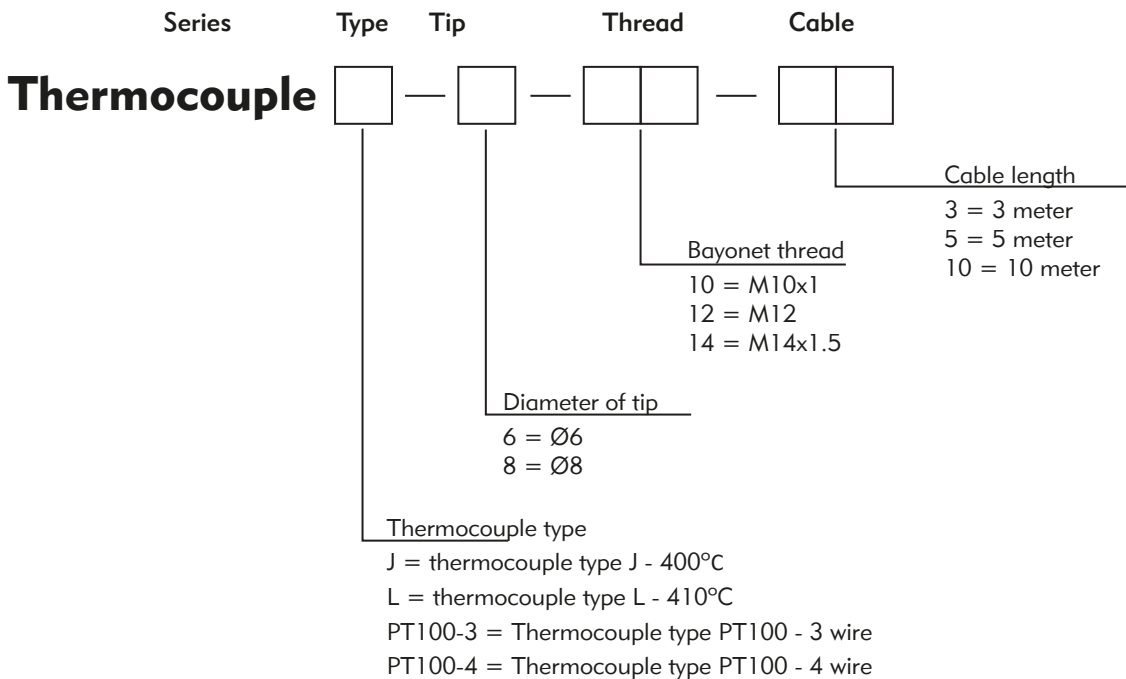 Series Type Tip Thread Cable
Thermocouple
Cable length
3 = 3 meter
5 = 5 meter
10 = 10 meter
Bayonet thread
10 = M10x1
12 = M12
14 = M14x1.5
Diameter of tip
6 = Ø6
8 = Ø8
Thermocouple type
J = thermocouple type J - 400ºC
L = thermocouple type L - 410ºC
PT100-3 = Thermocouple type PT100 - 3 wire
PT100-4 = Thermocouple type PT100 - 4 wire